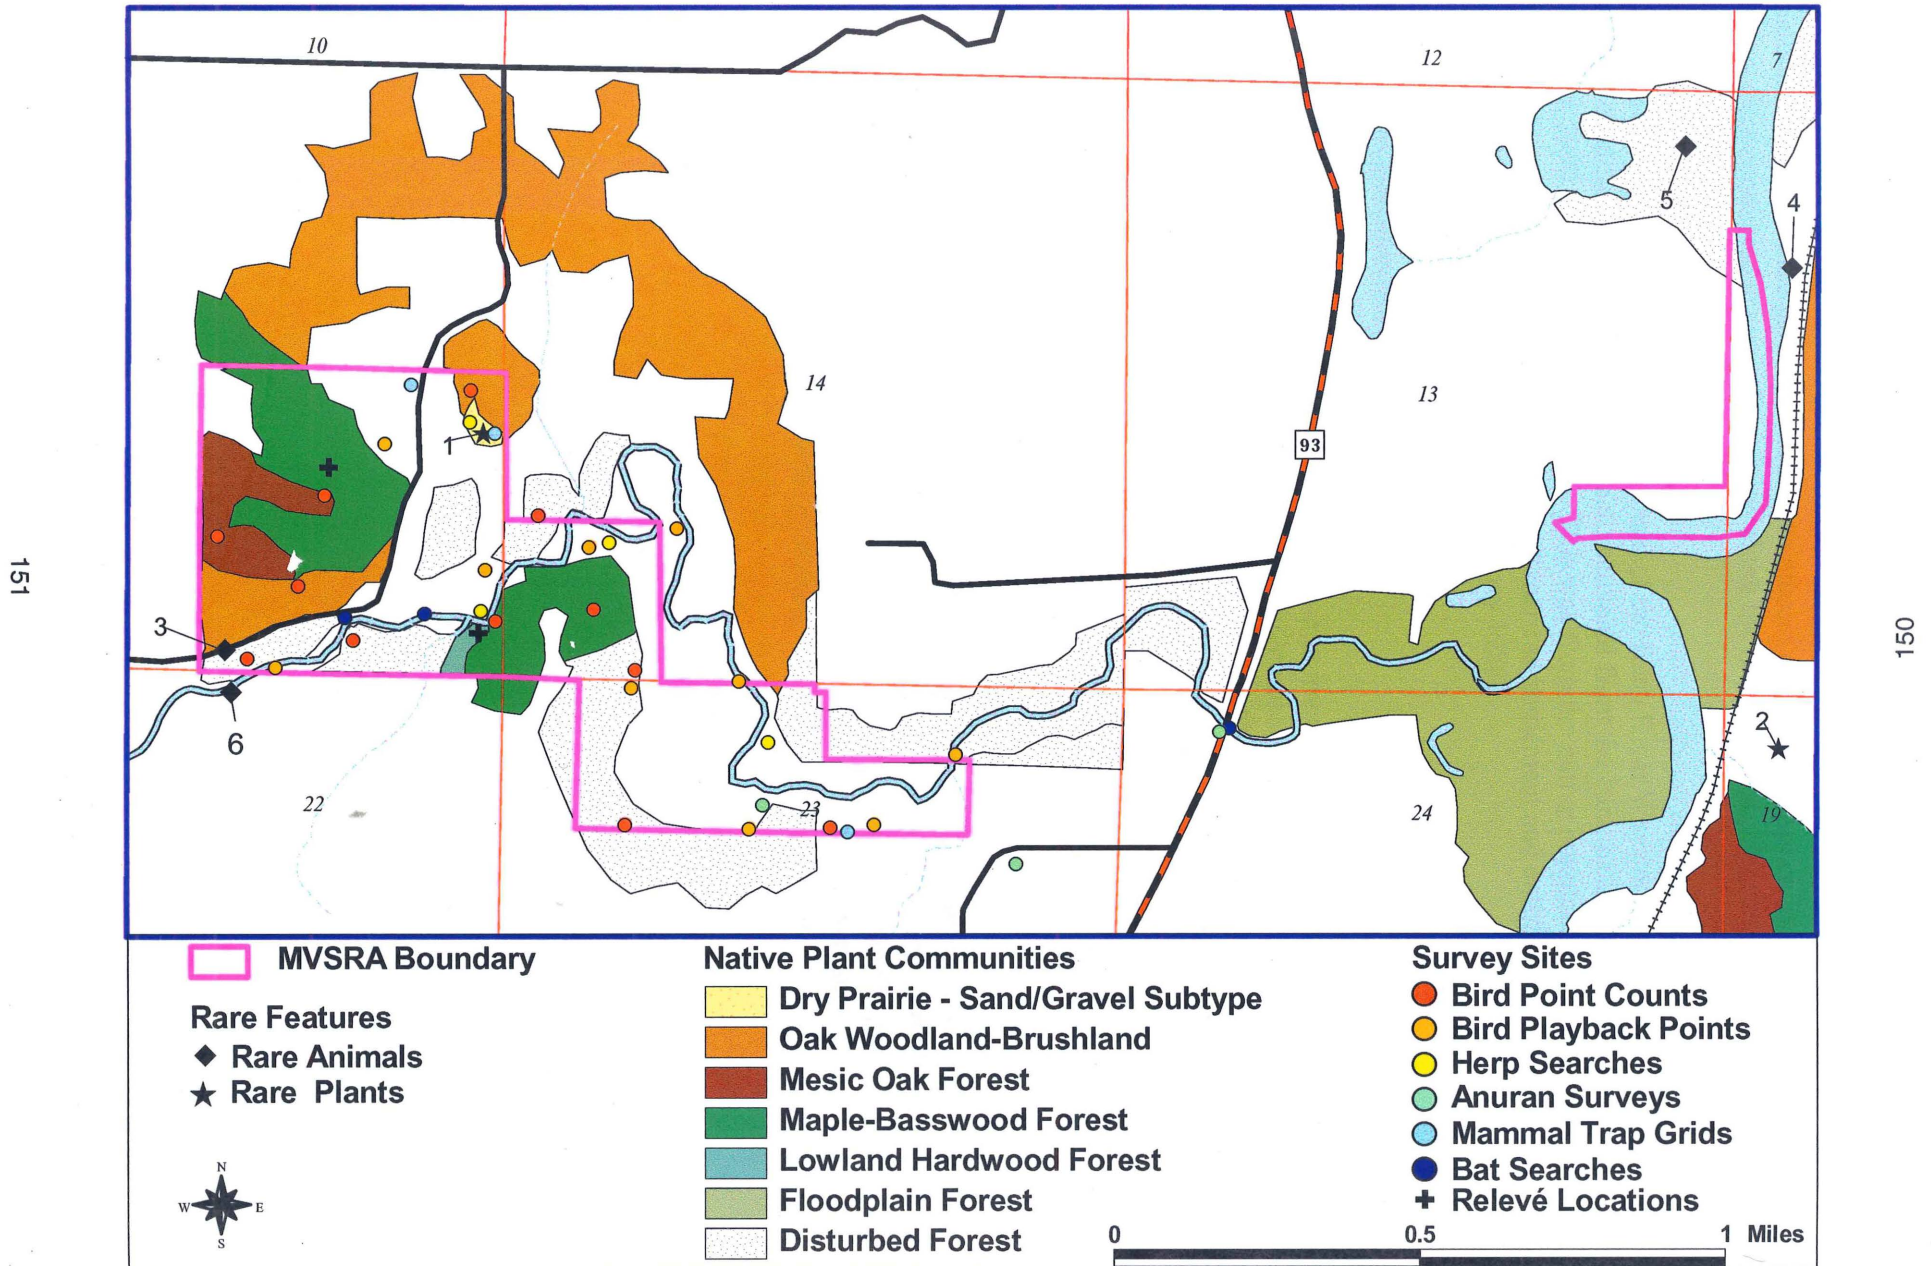 10
12
7
5
4
14
13
1
93
151
3
150
6
2
22
23
24
19
MVSRA Boundary
Rare Features
Rare Animals
Rare Plants
N
W E
S
Native Plant Communities
Dry Prairie - Sand/Gravel Subtype
Oak Woodland-Brushland
Mesic Oak Forest
Maple-Basswood Forest
Lowland Hardwood Forest
Floodplain Forest
Disturbed Forest
Survey Sites
Bird Point Counts
Bird Playback Points
Herp Searches
Anuran Surveys
Mammal Trap Grids
Bat Searches
Relevé Locations
0 0.5 1 Miles